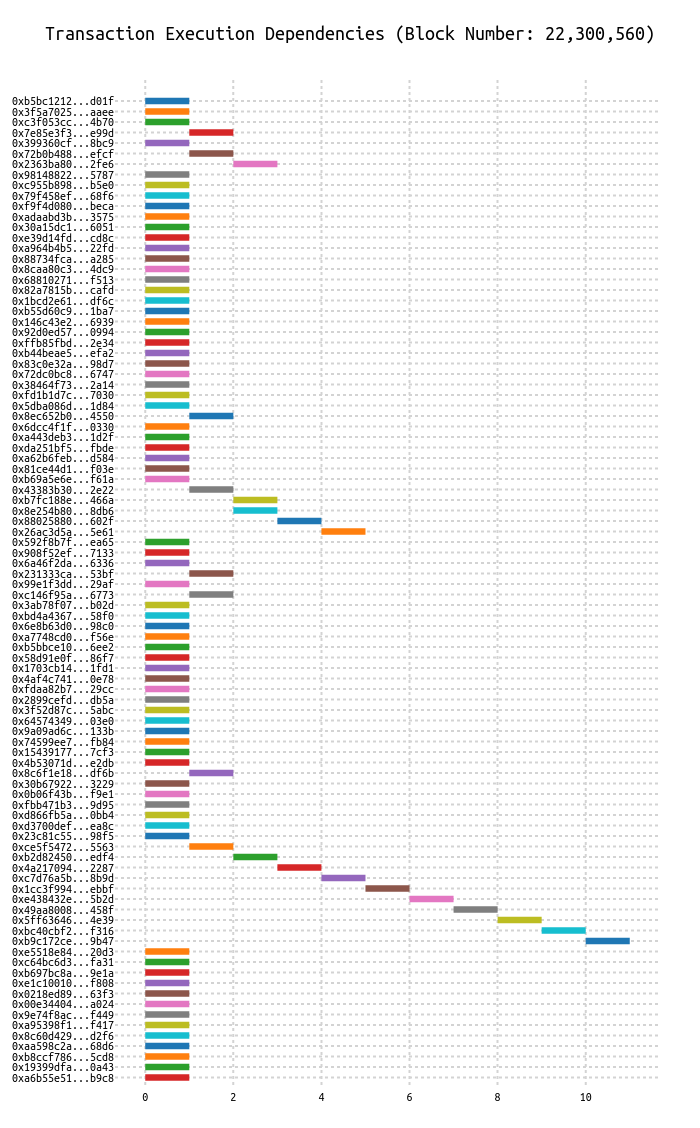 Transaction Execution Dependencies (Block Number: 22,300,560)
0xb5bc1212...d01f
0x3f5a7025...aaee
0xc3f053cc...4b70
0x7e85e3f3...e99d
0x399360cf...8bc9
0x72b0b488...efcf
0x2363ba80...2fe6
0x98148822...5787
0xc955b898...b5e0
0x79f458ef...68f6
0xf9f4d080...beca
0xadaabd3b...3575
0x30a15dc1...6051
0xe39d14fd...cd8c
0xa964b4b5...22fd
0x88734fca...a285
0x8caa80c3...4dc9
0x68810271...f513
0x82a7815b...cafd
0x1bcd2e61...df6c
0xb55d60c9...1ba7
0x146c43e2...6939
0x92d0ed57...0994
0xffb85fbd...2e34
0xb44beae5...efa2
0x83c0e32a...98d7
0x72dc0bc8...6747
0x38464f73...2a14
0xfd1b1d7c...7030
0x5dba086d...1d84
0x8ec652b0...4550
0x6dcc4f1f...0330
0xa443deb3...1d2f
0xda251bf5...fbde
0xa62b6feb...d584
0x81ce44d1...f03e
0xb69a5e6e...f61a
0x43383b30...2e22
0xb7fc188e...466a
0x8e254b80...8db6
0x88025880...602f
0x26ac3d5a...5e61
0x592f8b7f...ea65
0x908f52ef...7133
0x6a46f2da...6336
0x231333ca...53bf
0x99e1f3dd...29af
0xc146f95a...6773
0x3ab78f07...b02d
0xbd4a4367...58f0
0x6e8b63d0...98c0
0xa7748cd0...f56e
0xb5bbce10...6ee2
0x58d91e0f...86f7
0x1703cb14...1fd1
0x4af4c741...0e78
0xfdaa82b7...29cc
0x2899cefd...db5a
0x3f52d87c...5abc
0x64574349...03e0
0x9a09ad6c...133b
0x74599ee7...fb84
0x15439177...7cf3
0x4b53071d...e2db
0x8c6f1e18...df6b
0x30b67922...3229
0x0b06f43b...f9e1
0xfbb471b3...9d95
0xd866fb5a...0bb4
0xd3700def...ea8c
0x23c81c55...98f5
0xce5f5472...5563
0xb2d82450...edf4
0x4a217094...2287
0xc7d76a5b...8b9d
0x1cc3f994...ebbf
0xe438432e...5b2d
0x49aa8008...458f
0x5ff63646...4e39
0xbc40cbf2...f316
0xb9c172ce...9b47
0xe5518e84...20d3
0xc64bc6d3...fa31
0xb697bc8a...9e1a
0xe1c10010...f808
0x0218ed89...63f3
0x00e34404...a024
0x9e74f8ac...f449
0xa95398f1...f417
0x8c60d429...d2f6
0xaa598c2a...68d6
0xb8ccf786...5cd8
0x19399dfa...0a43
0xa6b55e51...b9c8
0 2 4 6 8 10